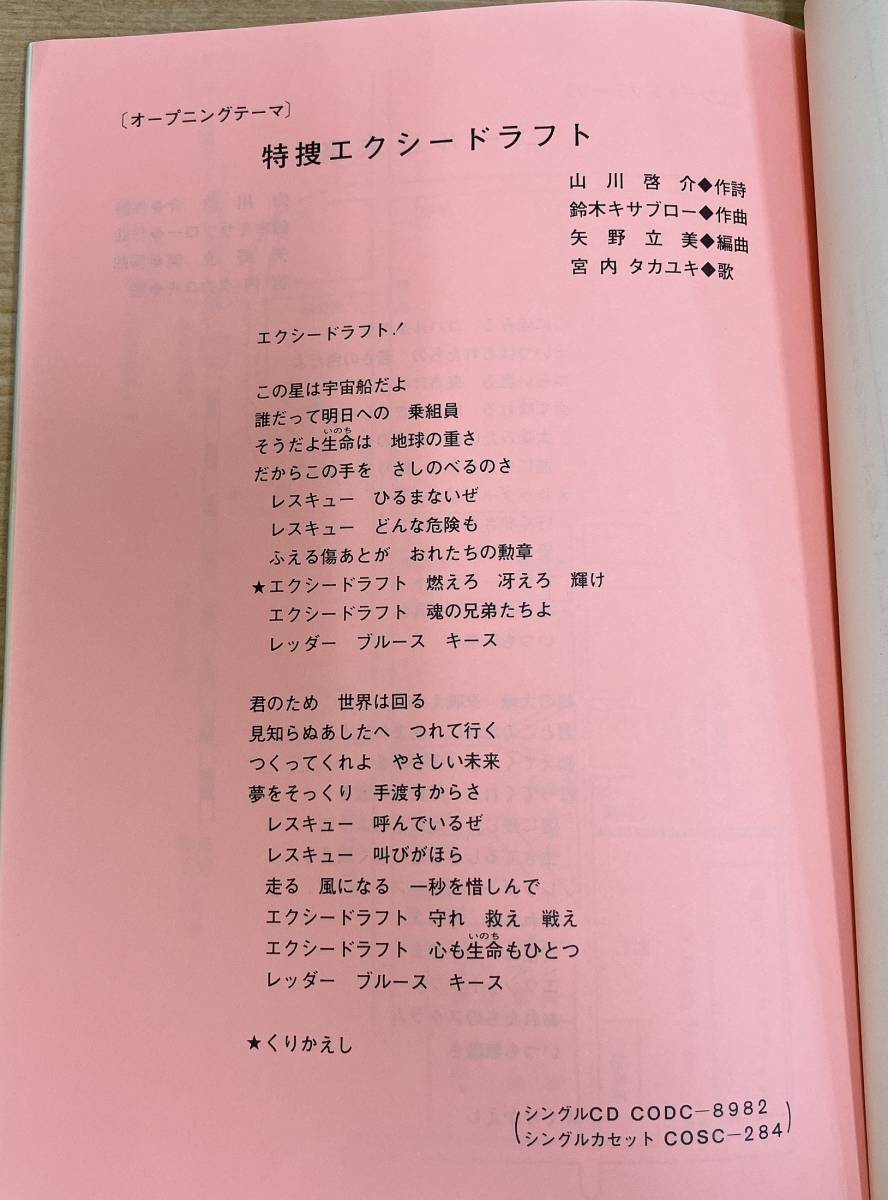 〔オープニングテーマ〕
特捜エクシードラフト
山川啓介◆作詩
鈴木キサブロー◆作曲
矢野立美◆編曲
宮内タカユキ◆歌
エクシードラフト!
この星は宇宙船だよ
誰だって明日への　乗組員
いのち
そうだよ生命は　地球の重さ
だからこの手を　さしのべるのさ
レスキュー　ひるまないぜ
レスキュー　どんな危険も
ふえる傷あとが　おれたちの勲章
★エクシードラフト　燃えろ　冴えろ　輝け
エクシードラフト　魂の兄弟たちよ
レッダー　ブルース　キース
君のため　世界は回る
見知らぬあしたへ　つれて行く
つくってくれよ　やさしい未来
夢をそっくり　手渡すからさ
レスキュー　呼んでいるぜ
レスキュー　叫びがほら
走る　風になる　一秒を惜しんで
エクシードラフト　守れ　救え　戦え
いのち
エクシードラフト　心も生命もひとつ
レッダー　ブルース　キース
★くりかえし
(シングルCD CODC－8982
シングルカセット COSC－284)